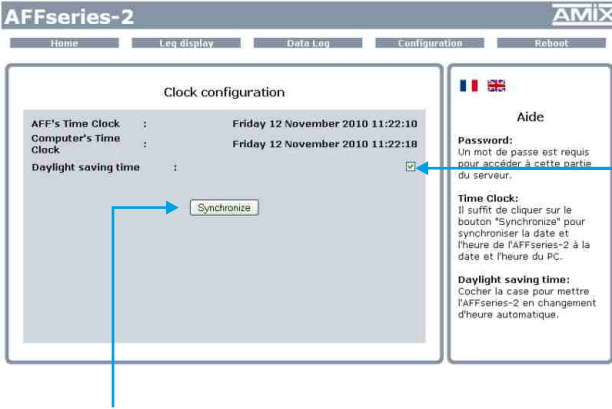 AFFseries-2
AMIX
Home Leq display Data Log Configuration Reboot
Clock configuration
AFF's Time Clock : Friday 12 November 2010 11:22:10
Computer's Time Clock : Friday 12 November 2010 11:22:18
Daylight saving time :
Synchronize
Aide
Password:
Un mot de passe est requis
pour accéder à cette partie
du serveur.
Time Clock:
Il suffit de cliquer sur le
bouton "Synchronize" pour
synchroniser la date et
l'heure de l'AFFseries-2 à la
date et l'heure du PC.
Daylight saving time:
Cocher la case pour mettre
l'AFFseries-2 en changement
d'heure automatique.